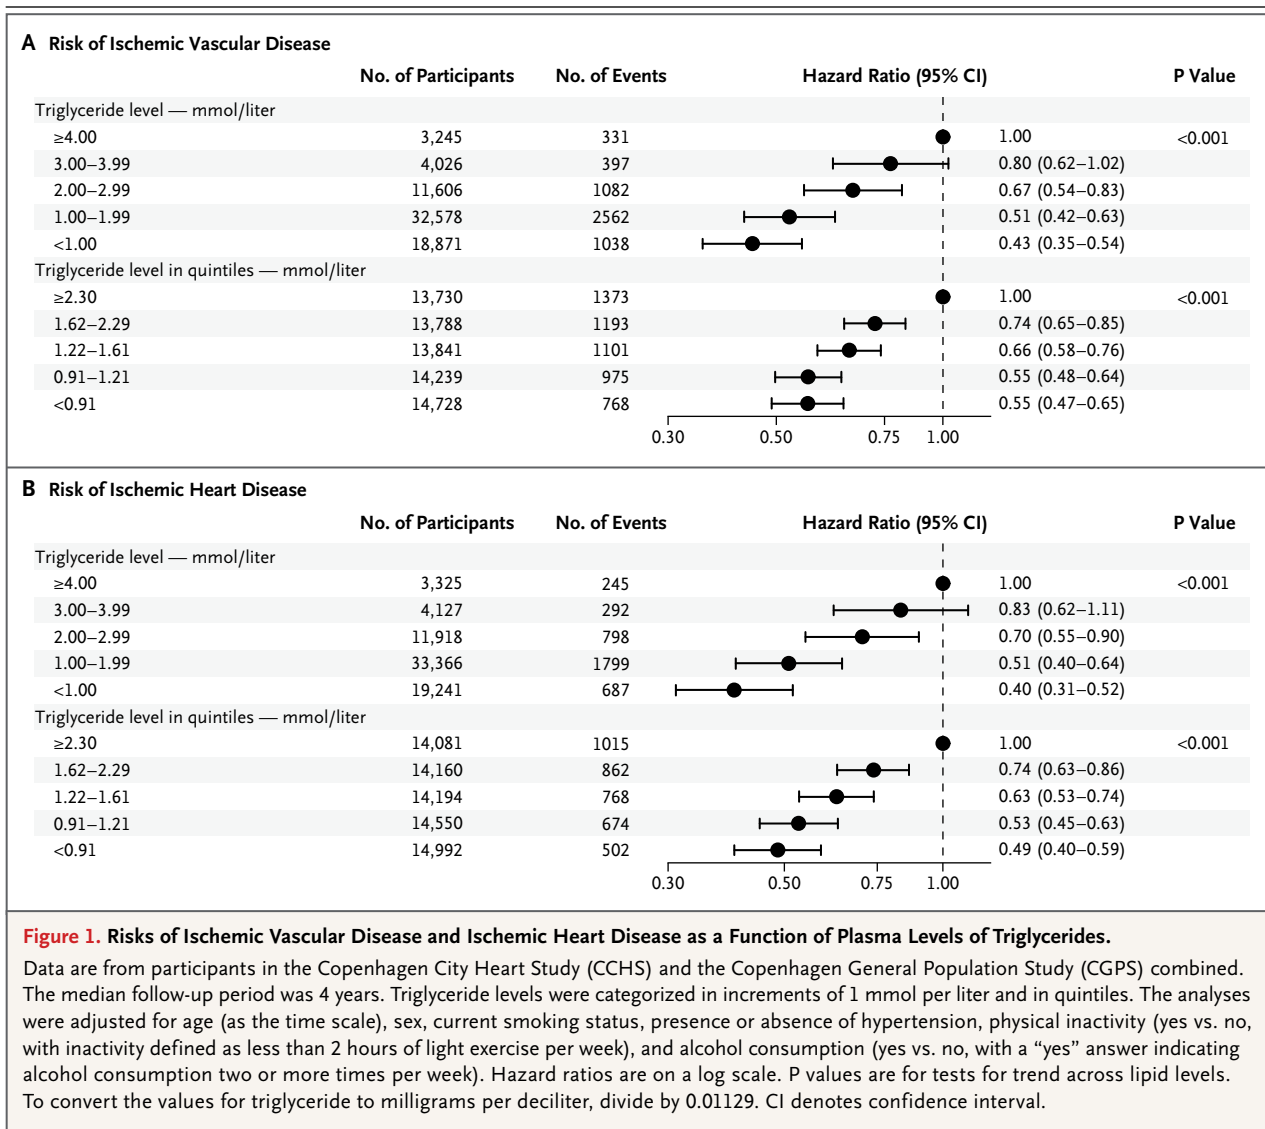 A Risk of Ischemic Vascular Disease
No. of Participants No. of Events Hazard Ratio (95% CI) P Value
Triglyceride level — mmol/liter
≥4.00 3,245 331 1.00 <0.001
3.00–3.99 4,026 397 0.80 (0.62–1.02)
2.00–2.99 11,606 1082 0.67 (0.54–0.83)
1.00–1.99 32,578 2562 0.51 (0.42–0.63)
<1.00 18,871 1038 0.43 (0.35–0.54)
Triglyceride level in quintiles — mmol/liter
≥2.30 13,730 1373 1.00 <0.001
1.62–2.29 13,788 1193 0.74 (0.65–0.85)
1.22–1.61 13,841 1101 0.66 (0.58–0.76)
0.91–1.21 14,239 975 0.55 (0.48–0.64)
<0.91 14,728 768 0.55 (0.47–0.65)
0.30 0.50 0.75 1.00
B Risk of Ischemic Heart Disease
No. of Participants No. of Events Hazard Ratio (95% CI) P Value
Triglyceride level — mmol/liter
≥4.00 3,325 245 1.00 <0.001
3.00–3.99 4,127 292 0.83 (0.62–1.11)
2.00–2.99 11,918 798 0.70 (0.55–0.90)
1.00–1.99 33,366 1799 0.51 (0.40–0.64)
<1.00 19,241 687 0.40 (0.31–0.52)
Triglyceride level in quintiles — mmol/liter
≥2.30 14,081 1015 1.00 <0.001
1.62–2.29 14,160 862 0.74 (0.63–0.86)
1.22–1.61 14,194 768 0.63 (0.53–0.74)
0.91–1.21 14,550 674 0.53 (0.45–0.63)
<0.91 14,992 502 0.49 (0.40–0.59)
0.30 0.50 0.75 1.00
Figure 1. Risks of Ischemic Vascular Disease and Ischemic Heart Disease as a Function of Plasma Levels of Triglycerides.
Data are from participants in the Copenhagen City Heart Study (CCHS) and the Copenhagen General Population Study (CGPS) combined.
The median follow-up period was 4 years. Triglyceride levels were categorized in increments of 1 mmol per liter and in quintiles. The analyses
were adjusted for age (as the time scale), sex, current smoking status, presence or absence of hypertension, physical inactivity (yes vs. no,
with inactivity defined as less than 2 hours of light exercise per week), and alcohol consumption (yes vs. no, with a “yes” answer indicating
alcohol consumption two or more times per week). Hazard ratios are on a log scale. P values are for tests for trend across lipid levels.
To convert the values for triglyceride to milligrams per deciliter, divide by 0.01129. CI denotes confidence interval.